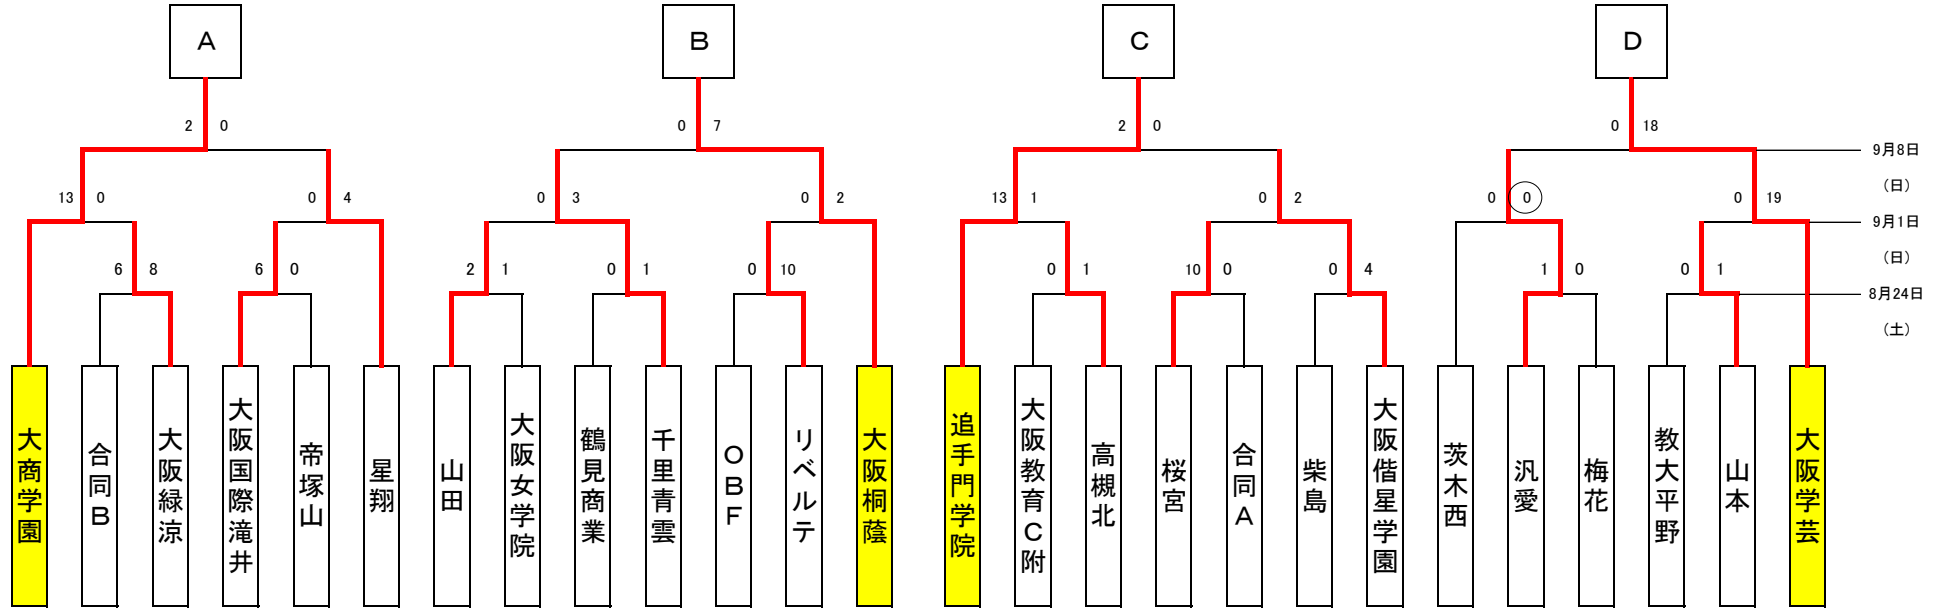 A B C D
2 0 0 7 2 0 0 18
9月8日
(日)
13 0 0 4 0 3 0 2 13 1 0 2 0 0 0 19
9月1日
(日)
6 8 6 0 2 1 0 1 0 10 0 1 10 0 0 4 1 0 0 1
8月24日
(土)
大商学園
合同B
大阪緑涼
大阪国際滝井
帝塚山
星翔
山田
大阪女学院
鶴見商業
千里青雲
OBF
リベルテ
大阪桐蔭
追手門学院
大阪教育C附
高槻北
桜宮
合同A
柴島
大阪偕星学園
茨木西
汎愛
梅花
教大平野
山本
大阪学芸